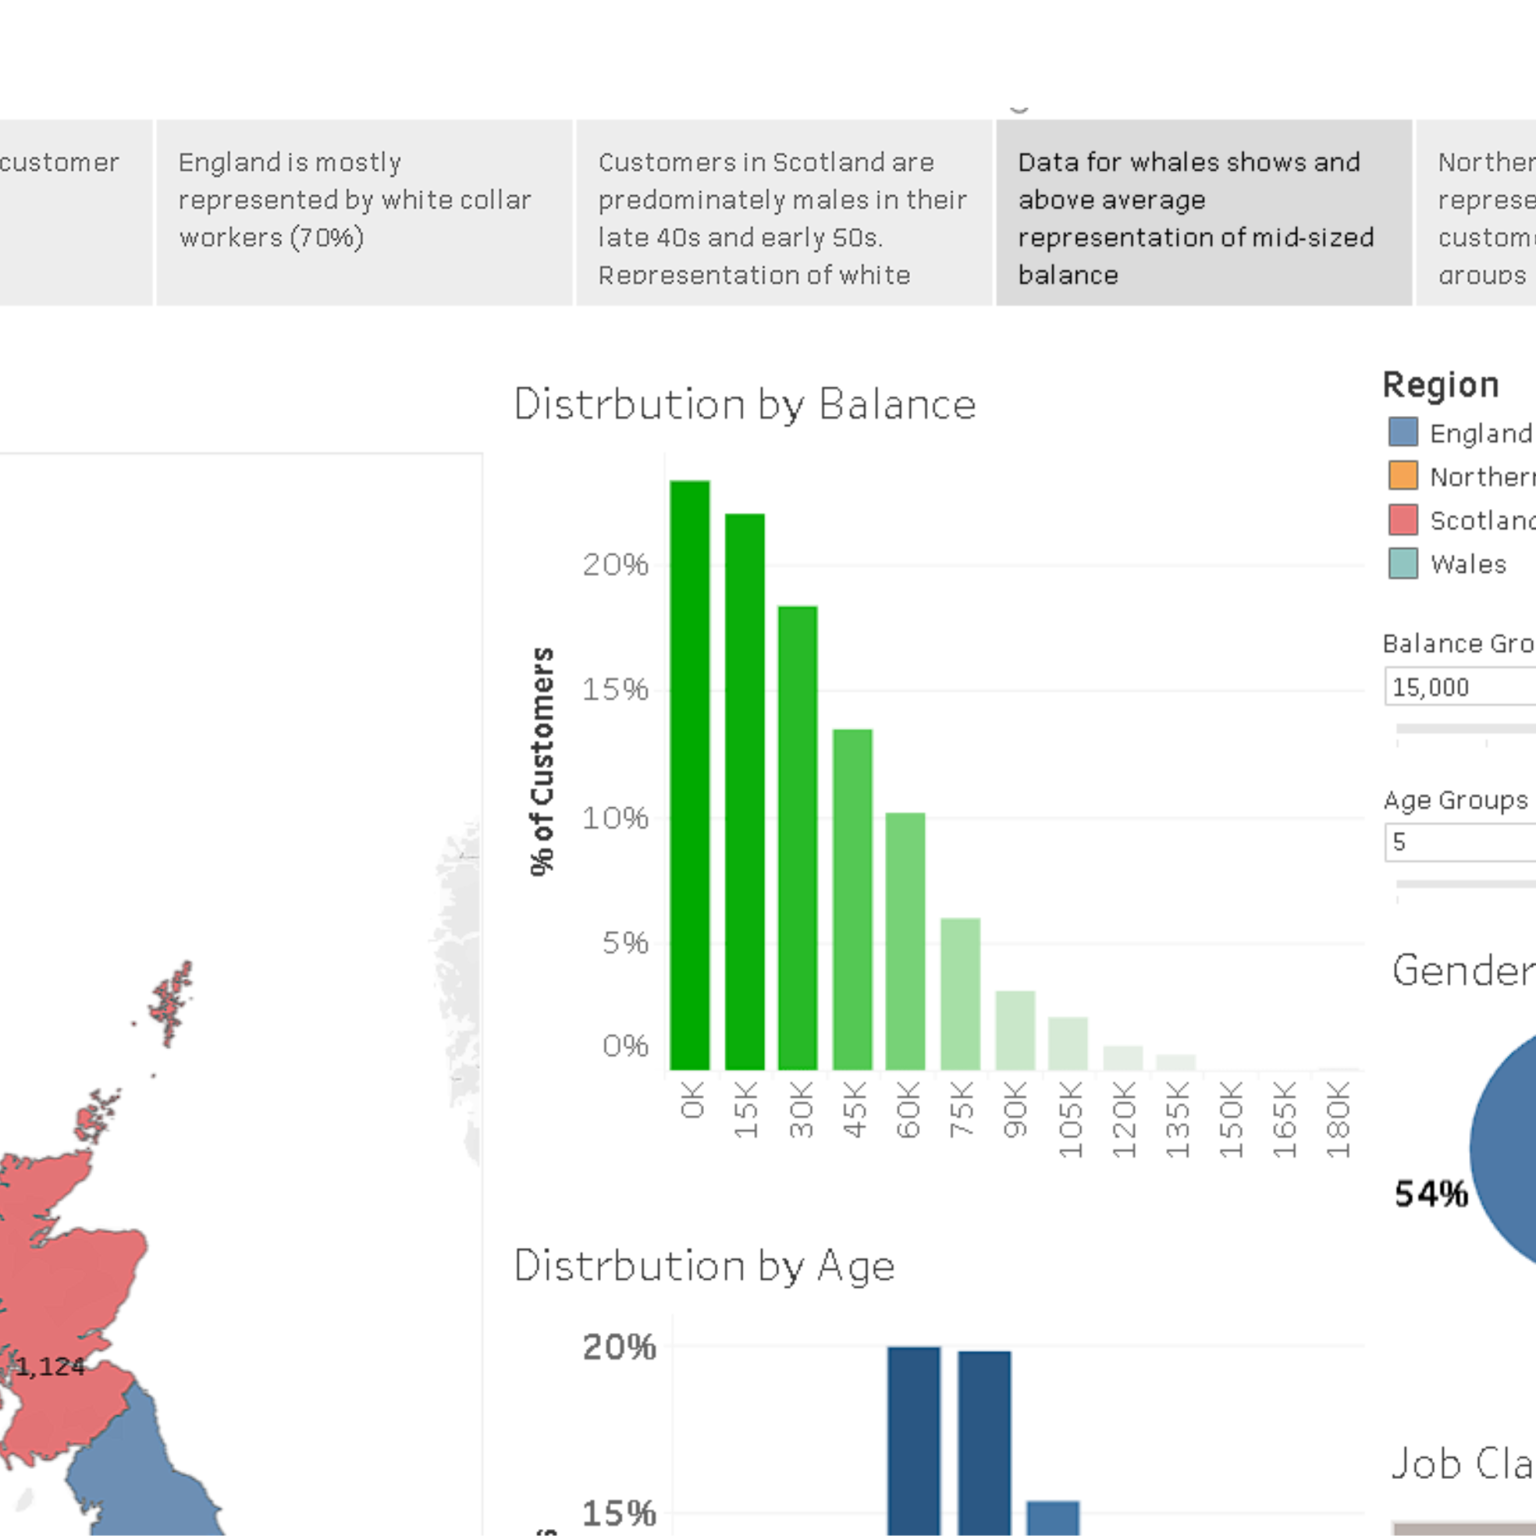 customer
England is mostly
represented by white collar
workers (70%)
Customers in Scotland are
predominately males in their
late 40s and early 50s.
Representation of white
Data for whales shows and
above average
representation of mid-sized
balance
Norther
represe
custom
groups
Distrbution by Balance
% of Customers
20%
15%
10%
5%
0%
0K
15K
30K
45K
60K
75K
90K
105K
120K
135K
150K
165K
180K
Region
England
Northern
Scotland
Wales
Balance Gro
15,000
Age Groups
5
Gender
54%
1,124
Distrbution by Age
20%
15%
Job Cla